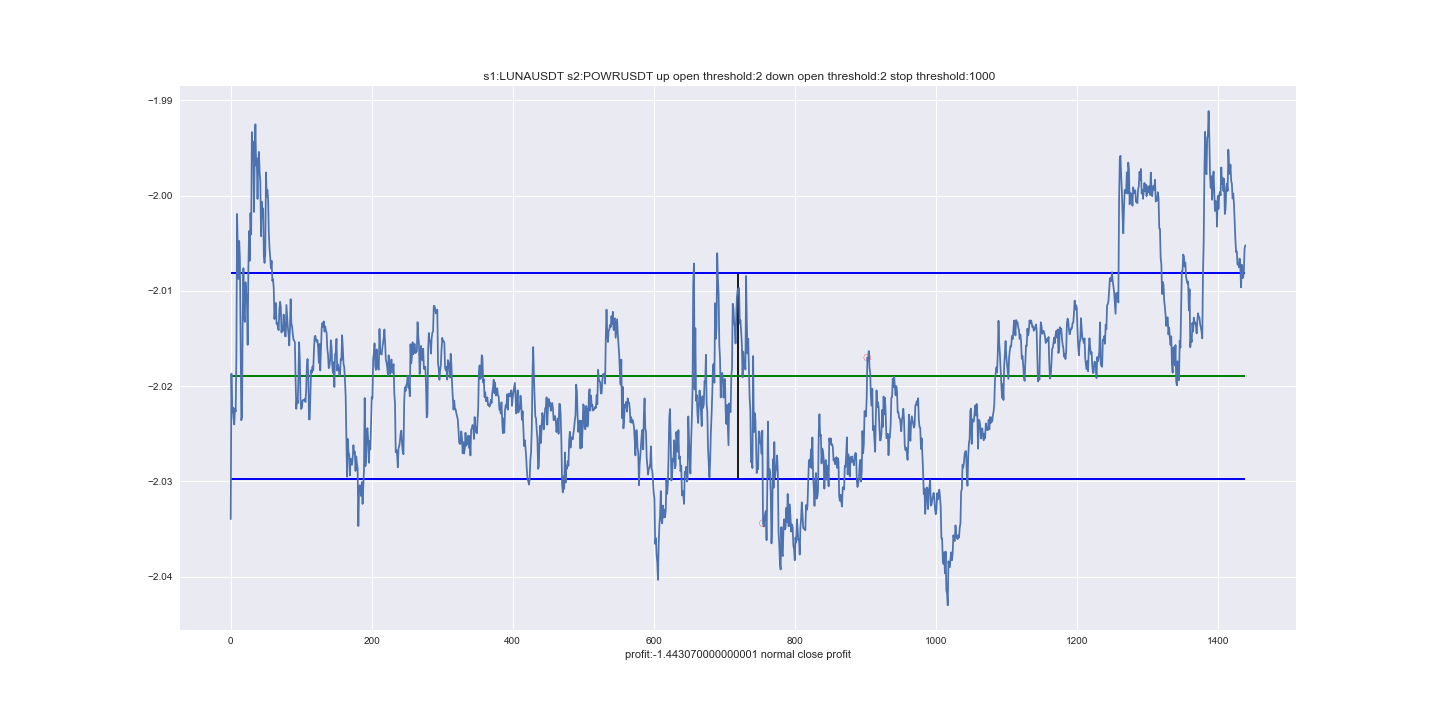 s1:LUNAUSDT s2:POWRUSDT up open threshold:2 down open threshold:2 stop threshold:1000
−1.99
−2.00
−2.01
−2.02
−2.03
−2.04
0 200 400 600 800 1000 1200 1400
profit:-1.443070000000001 normal close profit